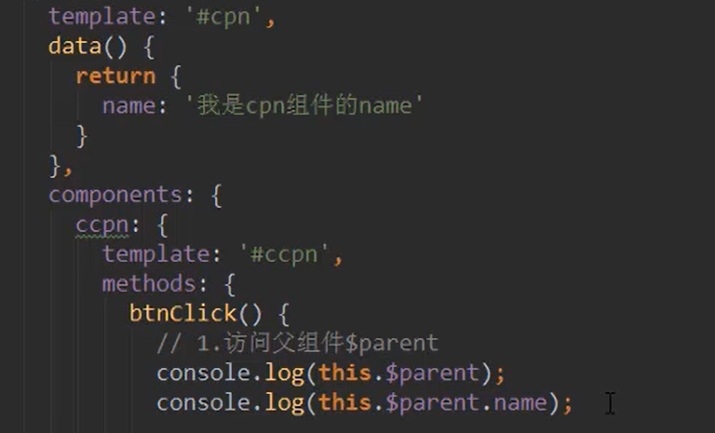 template: '#cpn',
data() {
return {
name: '我是cpn组件的name'
}
},
components: {
ccpn: {
template: '#ccpn',
methods: {
btnClick() {
// 1.访问父组件$parent
console.log(this.$parent);
console.log(this.$parent.name);